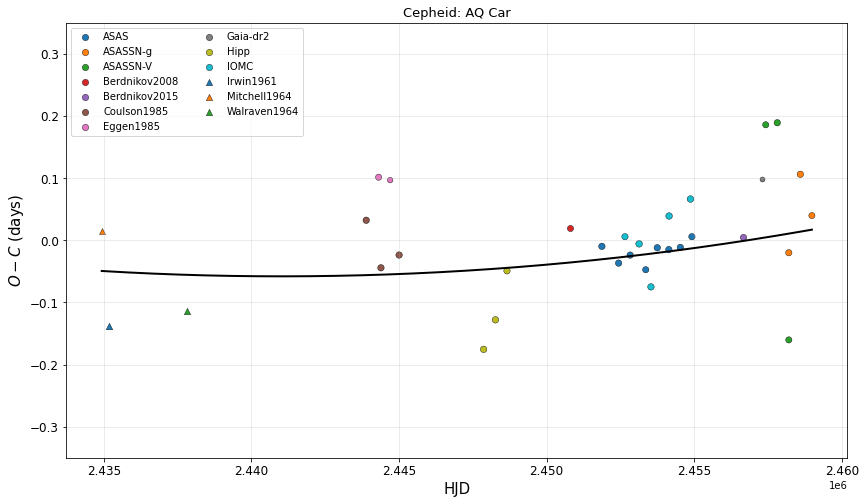 Cepheid: AQ Car
ASAS
ASASSN-g
ASASSN-V
Berdnikov2008
Berdnikov2015
Coulson1985
Eggen1985
Gaia-dr2
Hipp
IOMC
Irwin1961
Mitchell1964
Walraven1964
O − C (days)
0.3
0.2
0.1
0.0
−0.1
−0.2
−0.3
2.435 2.440 2.445 2.450 2.455 2.460
1e6
HJD